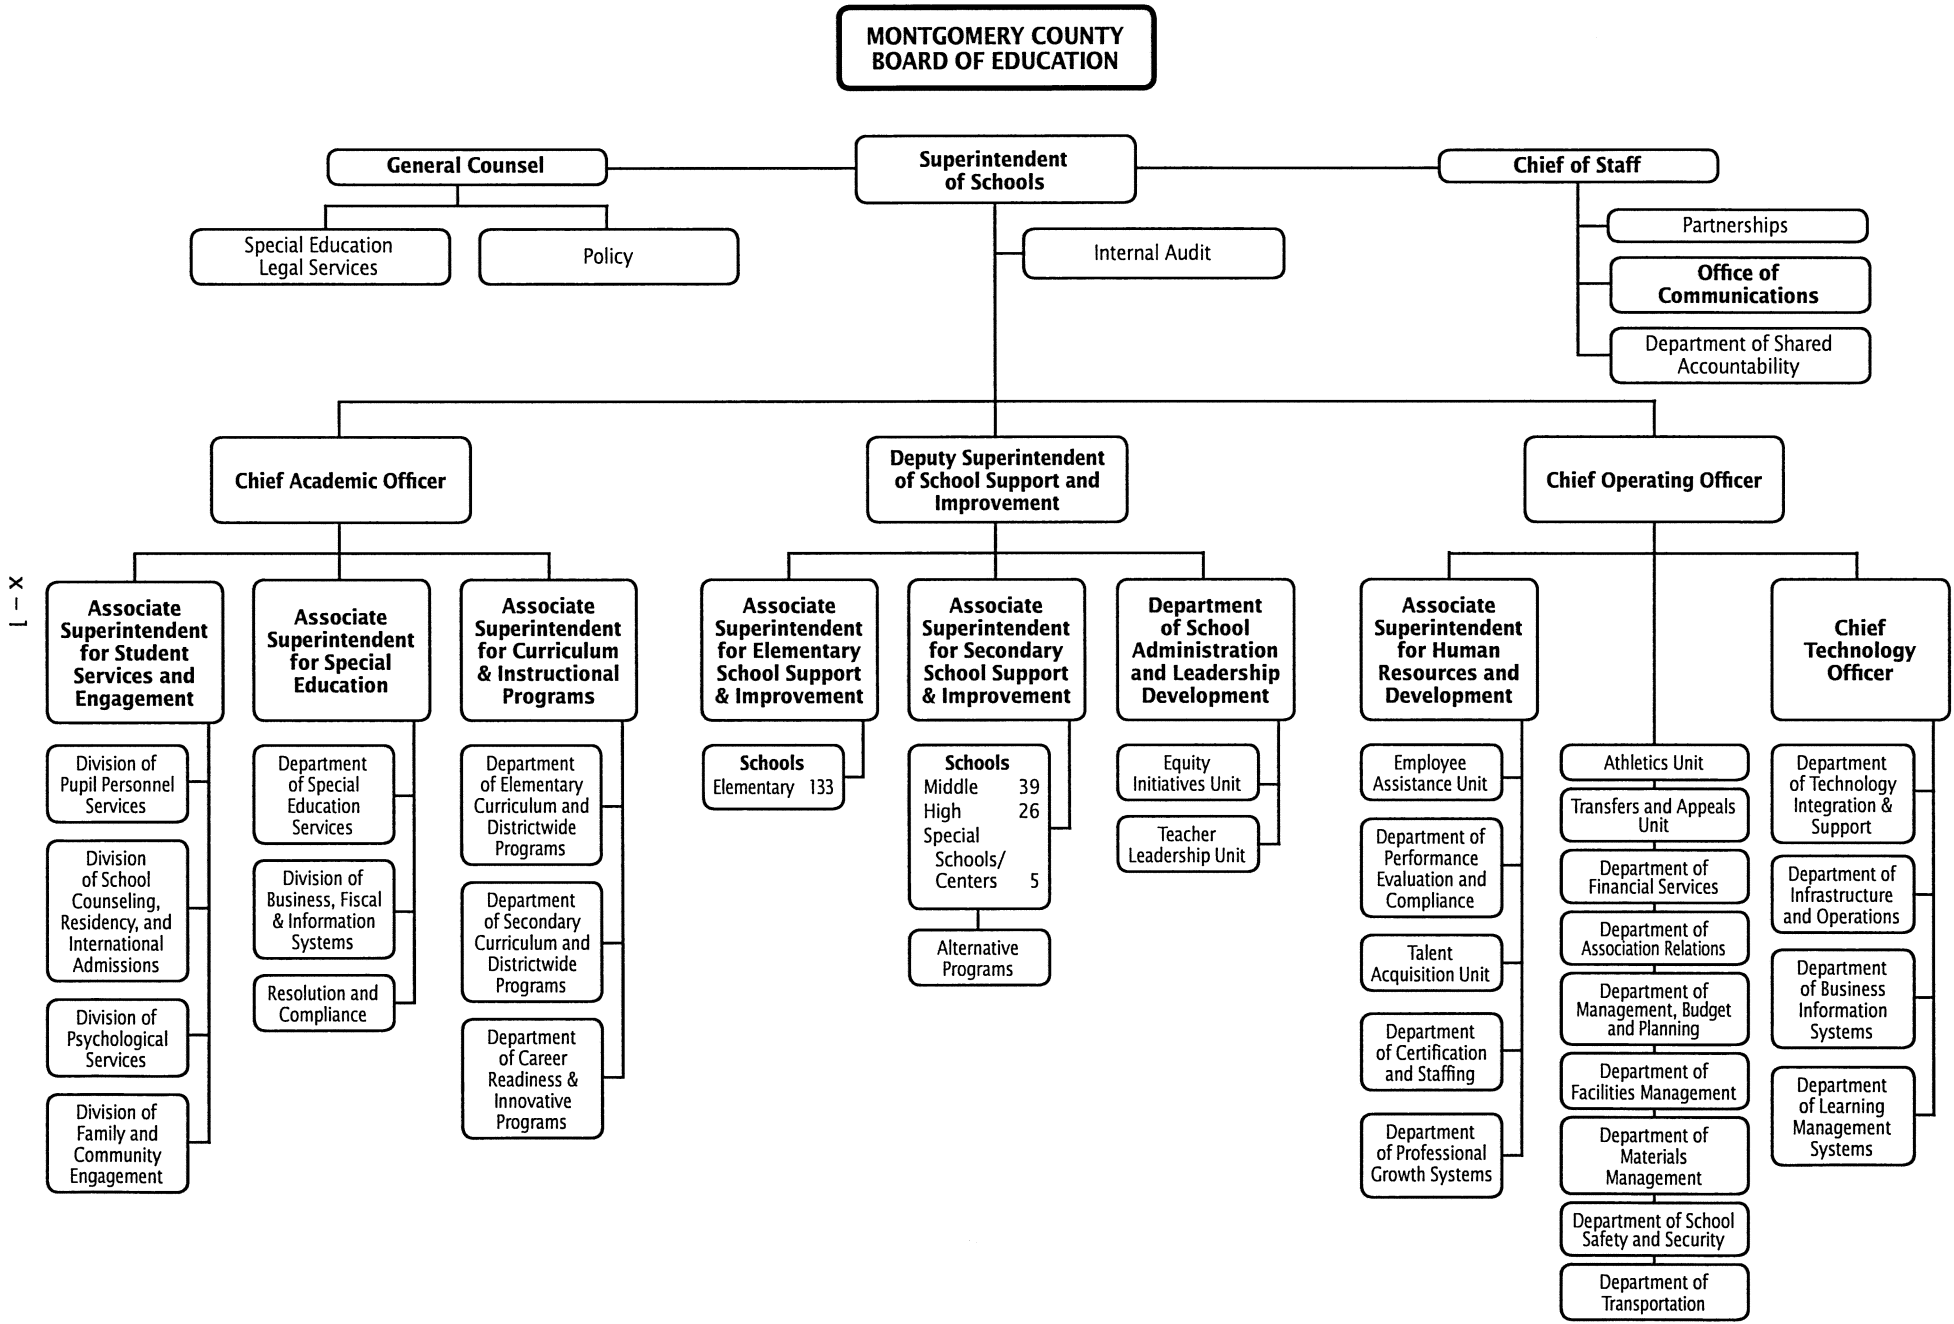 MONTGOMERY COUNTY
BOARD OF EDUCATION
General Counsel
Superintendent
of Schools
Chief of Staff
Special Education
Legal Services
Policy
Internal Audit
Partnerships
Office of
Communications
Department of Shared
Accountability
Chief Academic Officer
Deputy Superintendent
of School Support and
Improvement
Chief Operating Officer
X – 1
Associate
Superintendent
for Student
Services and
Engagement
Division of
Pupil Personnel
Services
Division
of School
Counseling,
Residency, and
International
Admissions
Division of
Psychological
Services
Division of
Family and
Community
Engagement
Associate
Superintendent
for Special
Education
Department
of Special
Education
Services
Division of
Business, Fiscal
& Information
Systems
Resolution and
Compliance
Associate
Superintendent
for Curriculum
& Instructional
Programs
Department
of Elementary
Curriculum and
Districtwide
Programs
Department
of Secondary
Curriculum and
Districtwide
Programs
Department
of Career
Readiness &
Innovative
Programs
Associate
Superintendent
for Elementary
School Support
& Improvement
Schools
Elementary 133
Associate
Superintendent
for Secondary
School Support
& Improvement
Schools
Middle 39
High 26
Special
Schools/
Centers 5
Alternative
Programs
Department
of School
Administration
and Leadership
Development
Equity
Initiatives Unit
Teacher
Leadership Unit
Associate
Superintendent
for Human
Resources and
Development
Employee
Assistance Unit
Department of
Performance
Evaluation and
Compliance
Talent
Acquisition Unit
Department
of Certification
and Staffing
Department
of Professional
Growth Systems
Athletics Unit
Transfers and Appeals
Unit
Department of
Financial Services
Department of
Association Relations
Department of
Management, Budget
and Planning
Department of
Facilities Management
Department of
Materials
Management
Department of School
Safety and Security
Department of
Transportation
Chief
Technology
Officer
Department
of Technology
Integration &
Support
Department of
Infrastructure
and Operations
Department
of Business
Information
Systems
Department
of Learning
Management
Systems